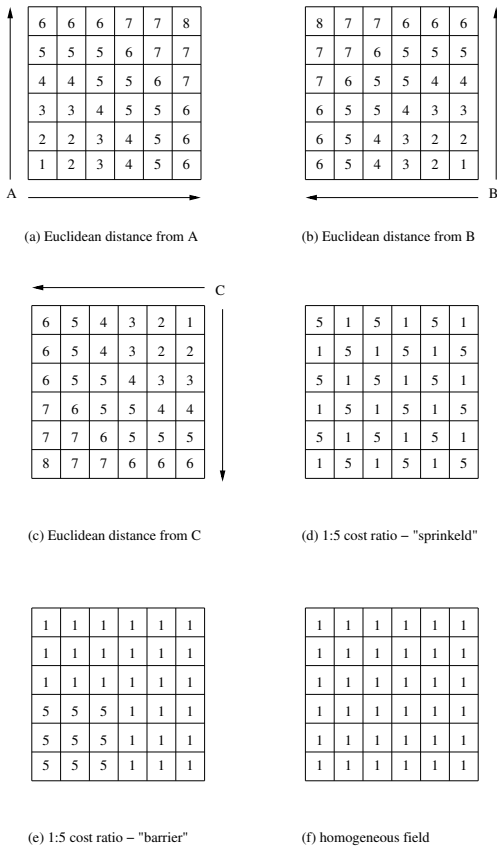 6 6 6 7 7 8
5 5 5 6 7 7
4 4 5 5 6 7
3 3 4 5 5 6
2 2 3 4 5 6
1 2 3 4 5 6
A
(a) Euclidean distance from A
8 7 7 6 6 6
7 7 6 5 5 5
7 6 5 5 4 4
6 5 5 4 3 3
6 5 4 3 2 2
6 5 4 3 2 1
B
(b) Euclidean distance from B
C
6 5 4 3 2 1
6 5 4 3 2 2
6 5 5 4 3 3
7 6 5 5 4 4
7 7 6 5 5 5
8 7 7 6 6 6
(c) Euclidean distance from C
5 1 5 1 5 1
1 5 1 5 1 5
5 1 5 1 5 1
1 5 1 5 1 5
5 1 5 1 5 1
1 5 1 5 1 5
(d) 1:5 cost ratio − "sprinkeld"
1 1 1 1 1 1
1 1 1 1 1 1
1 1 1 1 1 1
5 5 5 1 1 1
5 5 5 1 1 1
5 5 5 1 1 1
(e) 1:5 cost ratio − "barrier"
1 1 1 1 1 1
1 1 1 1 1 1
1 1 1 1 1 1
1 1 1 1 1 1
1 1 1 1 1 1
1 1 1 1 1 1
(f) homogeneous field